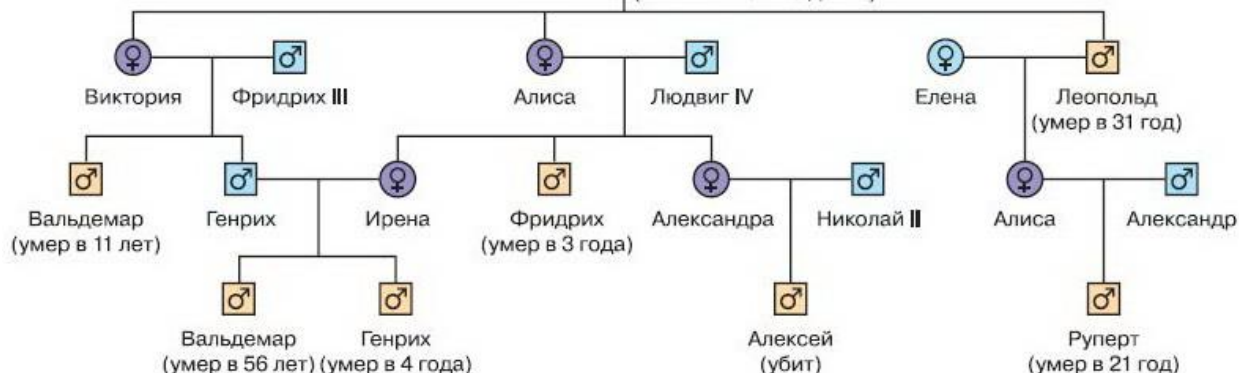 Виктория Фридрих III Алиса Людвиг IV Елена Леопольд
(умер в 31 год)
Вальдемар Генрих Ирена Фридрих Александра Николай II Алиса Александр
(умер в 11 лет) (умер в 3 года)
Вальдемар Генрих Алексей Руперт
(умер в 56 лет) (умер в 4 года) (убит) (умер в 21 год)